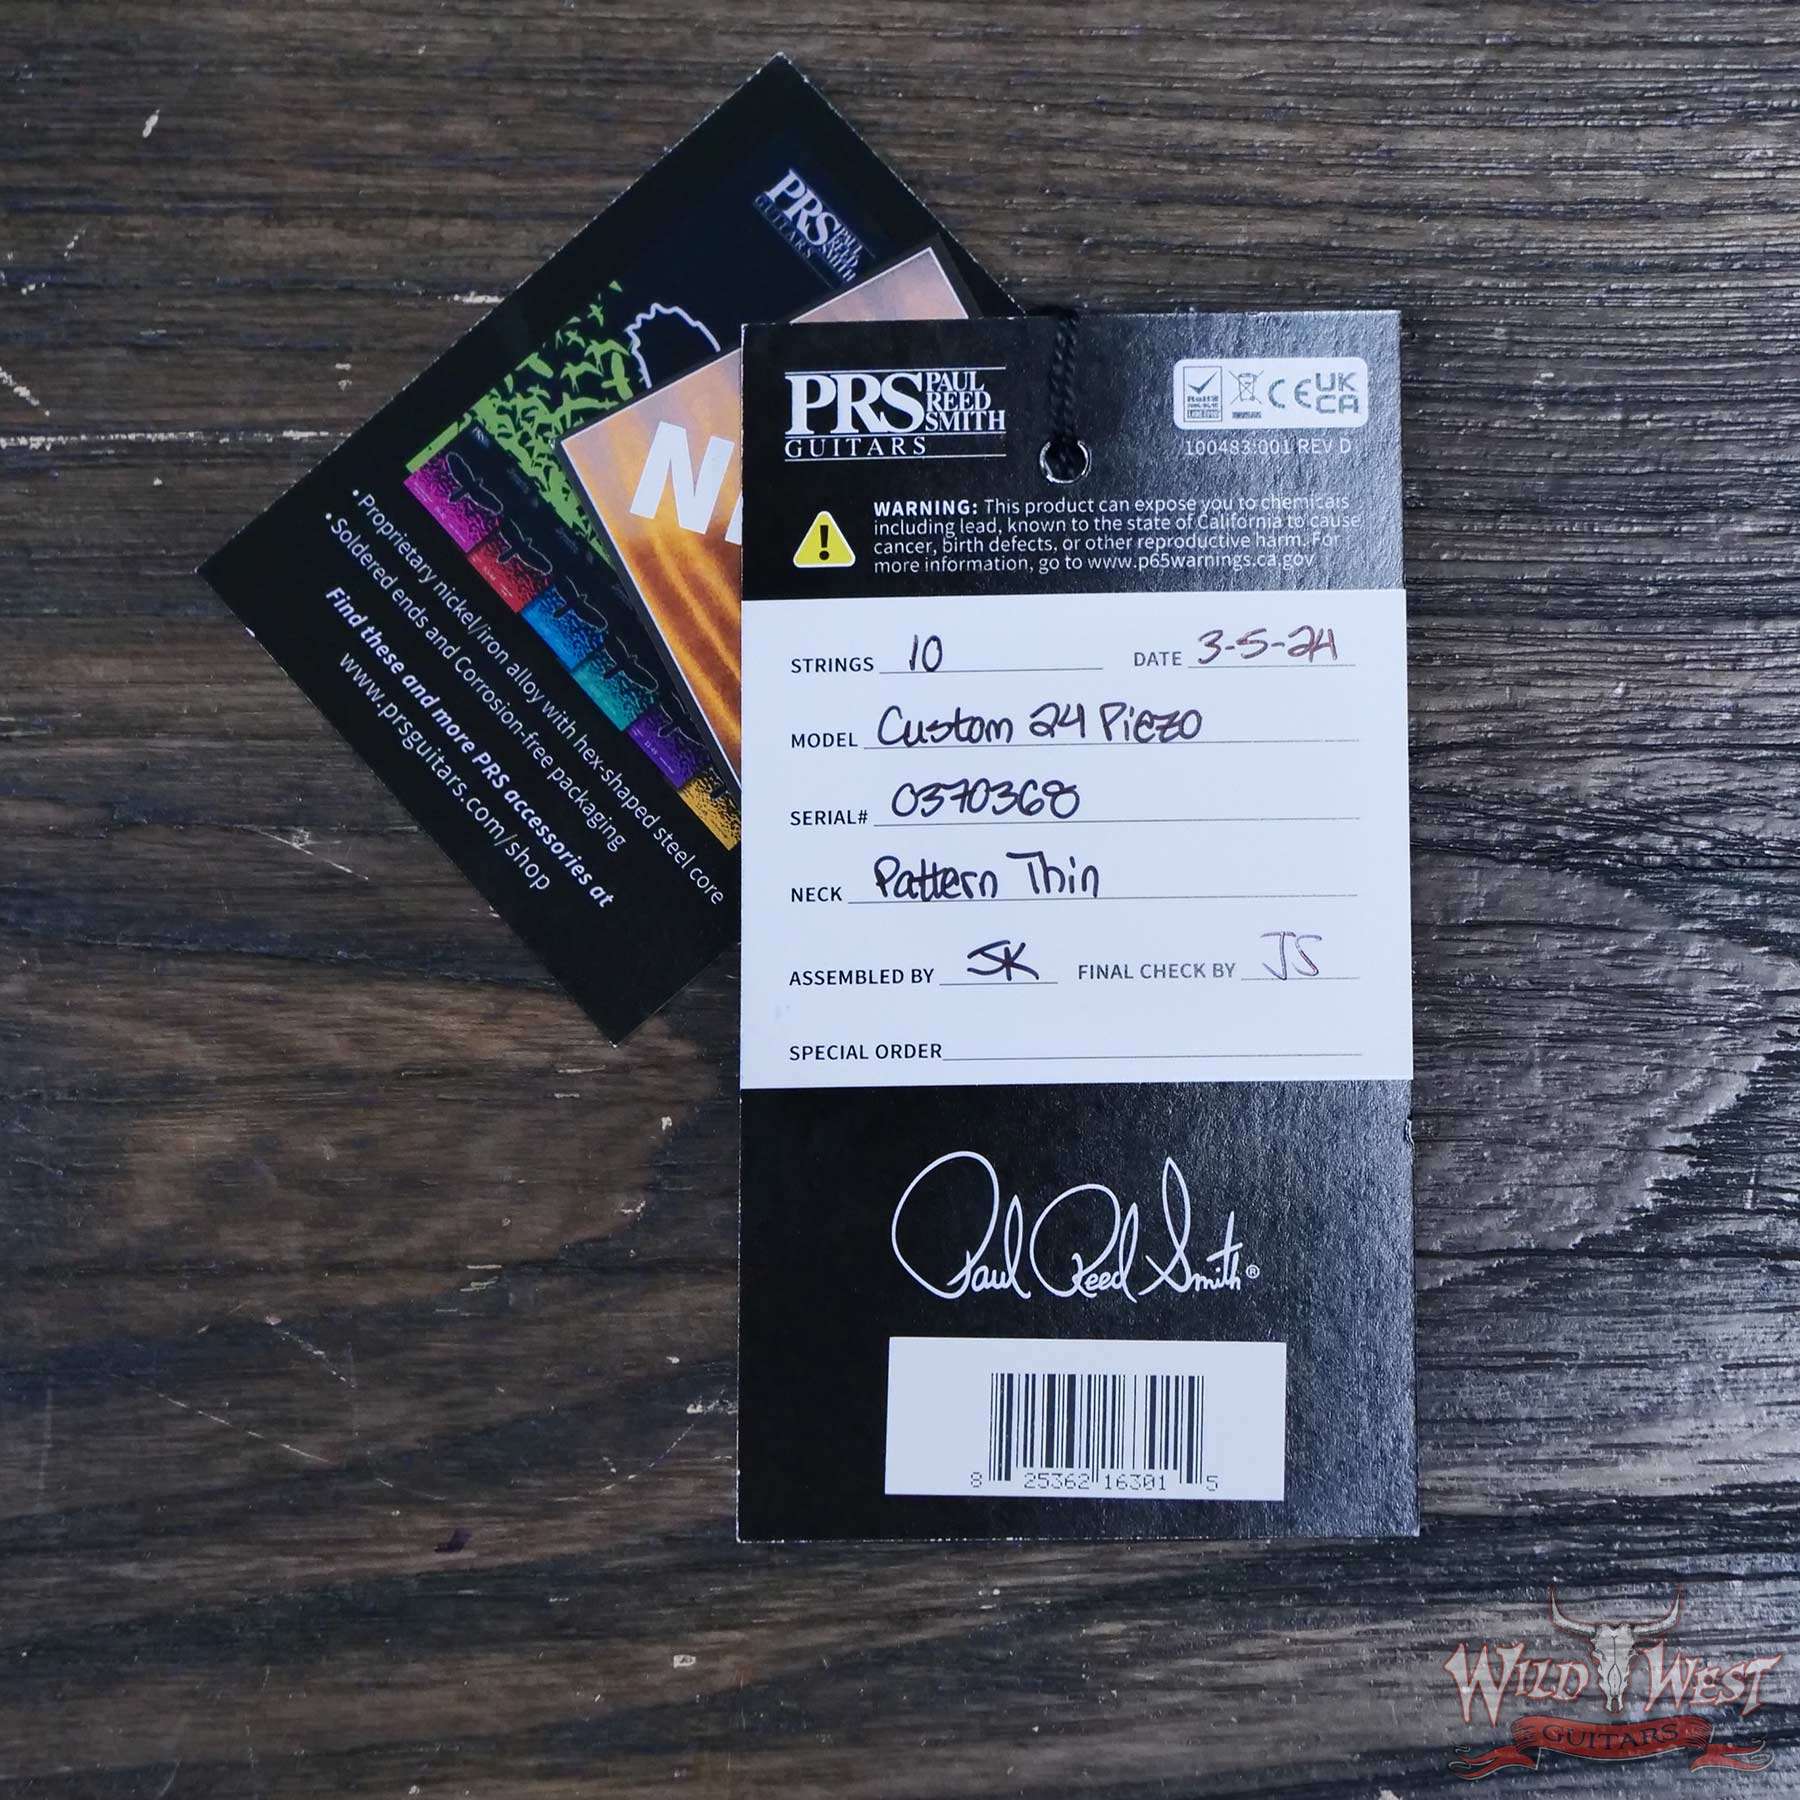 PRS PAUL REED SMITH
GUITARS
• Proprietary nickel/iron alloy with hex-shaped steel core
• Soldered ends and Corrosion-free packaging
Find these and more PRS accessories at
www.prsguitars.com/shop
PRS PAUL REED SMITH
GUITARS
RoHS
CE UK CA
100483:001 REV D
WARNING: This product can expose you to chemicals
including lead, known to the state of California to cause
cancer, birth defects, or other reproductive harm. For
more information, go to www.p65warnings.ca.gov
STRINGS 10 DATE 3-5-24
MODEL Custom 24 Piezo
SERIAL# 0370368
NECK Pattern Thin
ASSEMBLED BY SK FINAL CHECK BY JS
SPECIAL ORDER
Paul Reed Smith®
8 25362 16301 5
WILD WEST
GUITARS